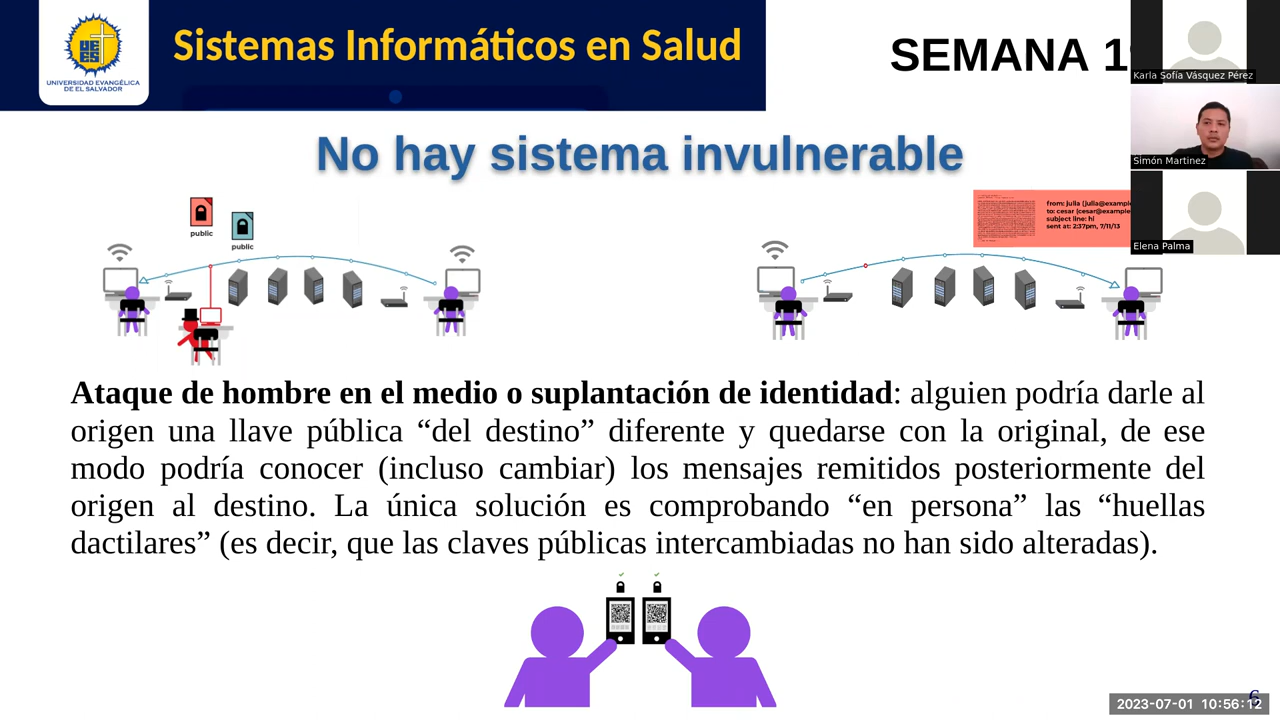 UNIVERSIDAD EVANGÉLICA
DE EL SALVADOR
Sistemas Informáticos en Salud
SEMANA
Karla Sofía Vásquez Pérez
Simón Martinez
Elena Palma
No hay sistema invulnerable
public
public
from: julia (julia@example
to: cesar (cesar@example
subject line: hi
sent at: 2:37pm, 7/11/13
Ataque de hombre en el medio o suplantación de identidad: alguien podría darle al
origen una llave pública “del destino” diferente y quedarse con la original, de ese
modo podría conocer (incluso cambiar) los mensajes remitidos posteriormente del
origen al destino. La única solución es comprobando “en persona” las “huellas
dactilares” (es decir, que las claves públicas intercambiadas no han sido alteradas).
6
2023-07-01 10:56:12